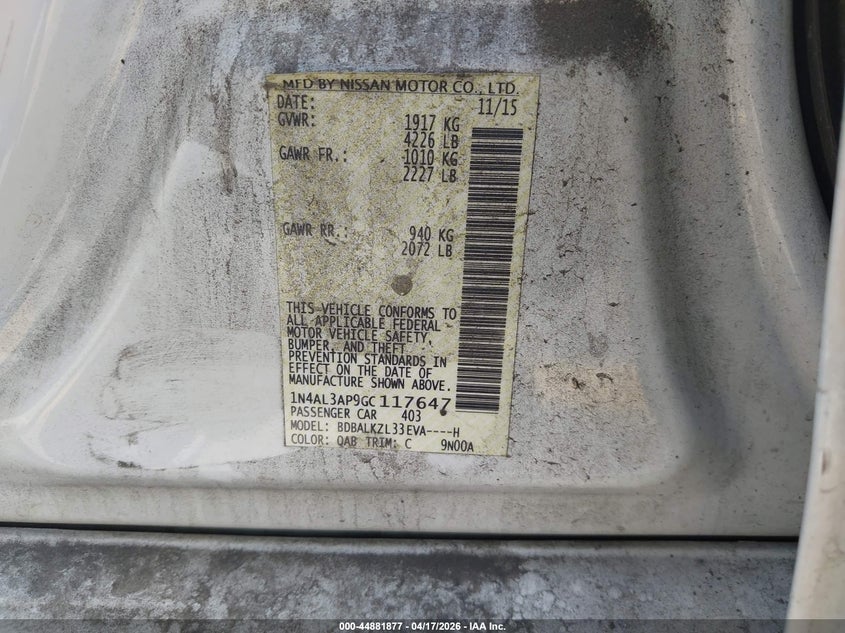 MFD BY NISSAN MOTOR CO., LTD.
DATE: 11/15
GVWR: 1917 KG
4226 LB
GAWR FR.: 1010 KG
2227 LB
GAWR RR.: 940 KG
2072 LB
THIS VEHICLE CONFORMS TO
ALL APPLICABLE FEDERAL
MOTOR VEHICLE SAFETY,
BUMPER, AND THEFT
PREVENTION STANDARDS IN
EFFECT ON THE DATE OF
MANUFACTURE SHOWN ABOVE.
1N4AL3AP9GC117647
PASSENGER CAR 403
MODEL: BDBALKZL33EVA----H
COLOR: QAB TRIM: C 9N00A
000-44881877 - 04/17/2026 - IAA Inc.